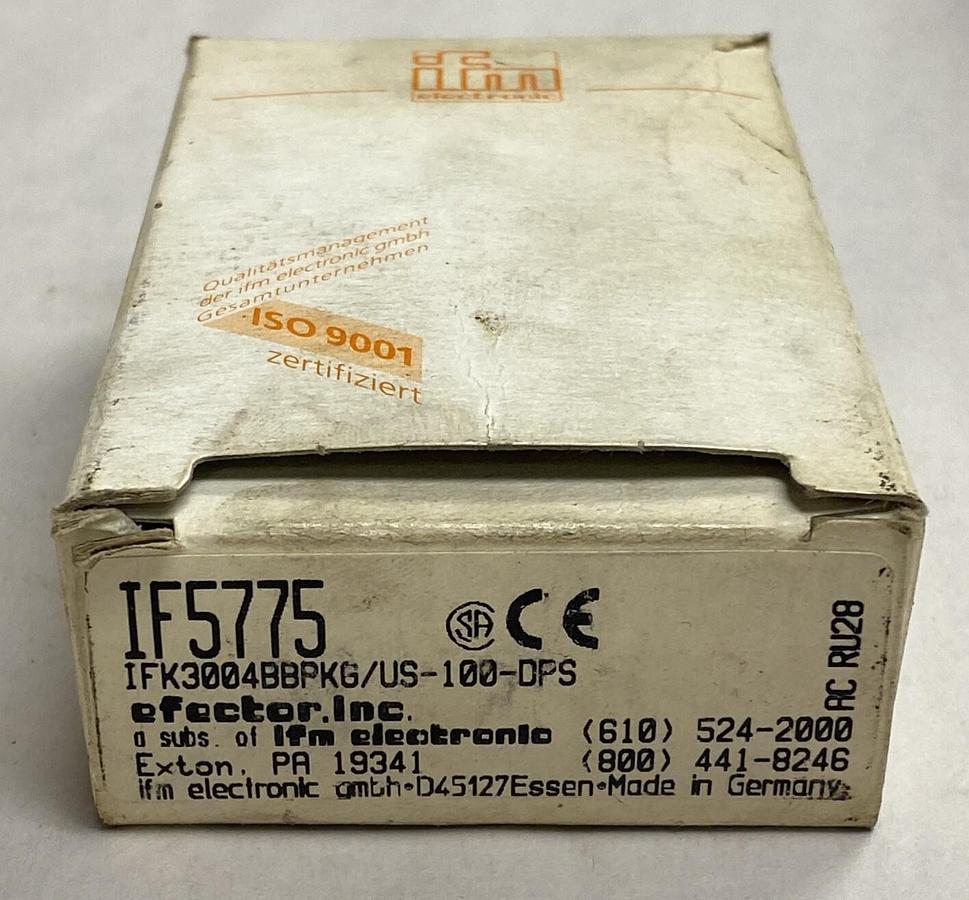 ifm
electronic
Qualitätsmanagement
der ifm electronic gmbh
Gesamtunternehmen
ISO 9001
zertifiziert
IF5775
SA CE
IFK3004BBPKG/US-100-DPS
AC RU28
efector.inc.
a subs. of ifm electronic (610) 524-2000
Exton, PA 19341 (800) 441-8246
ifm electronic gmbh•D45127Essen•Made in Germany